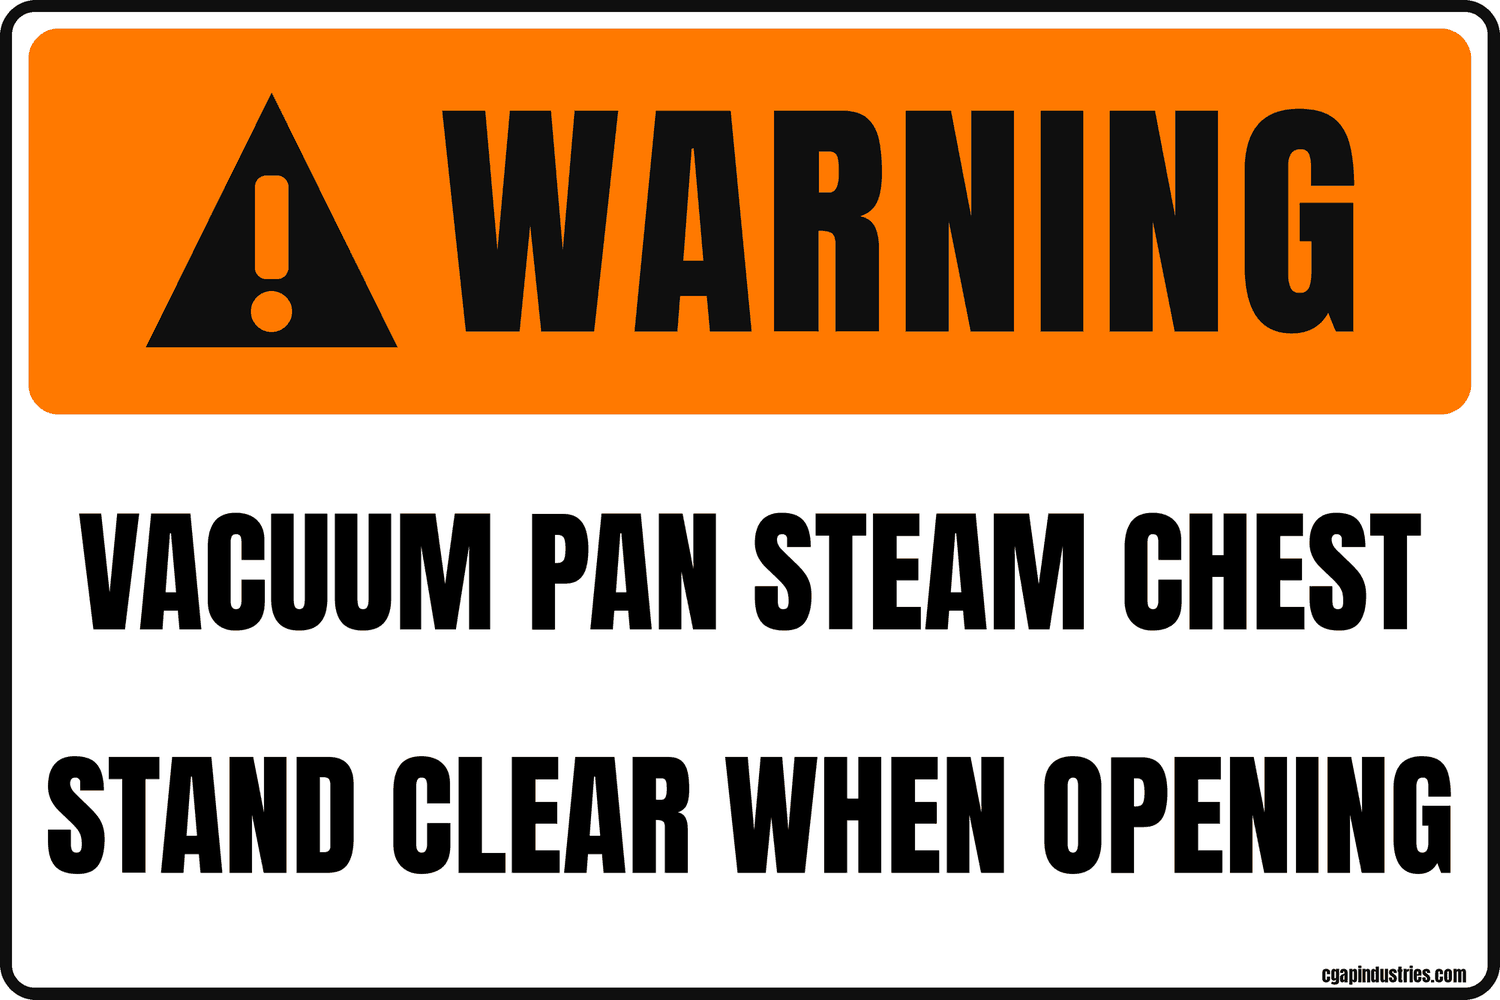 WARNING
VACUUM PAN STEAM CHEST
STAND CLEAR WHEN OPENING
cgapindustries.com